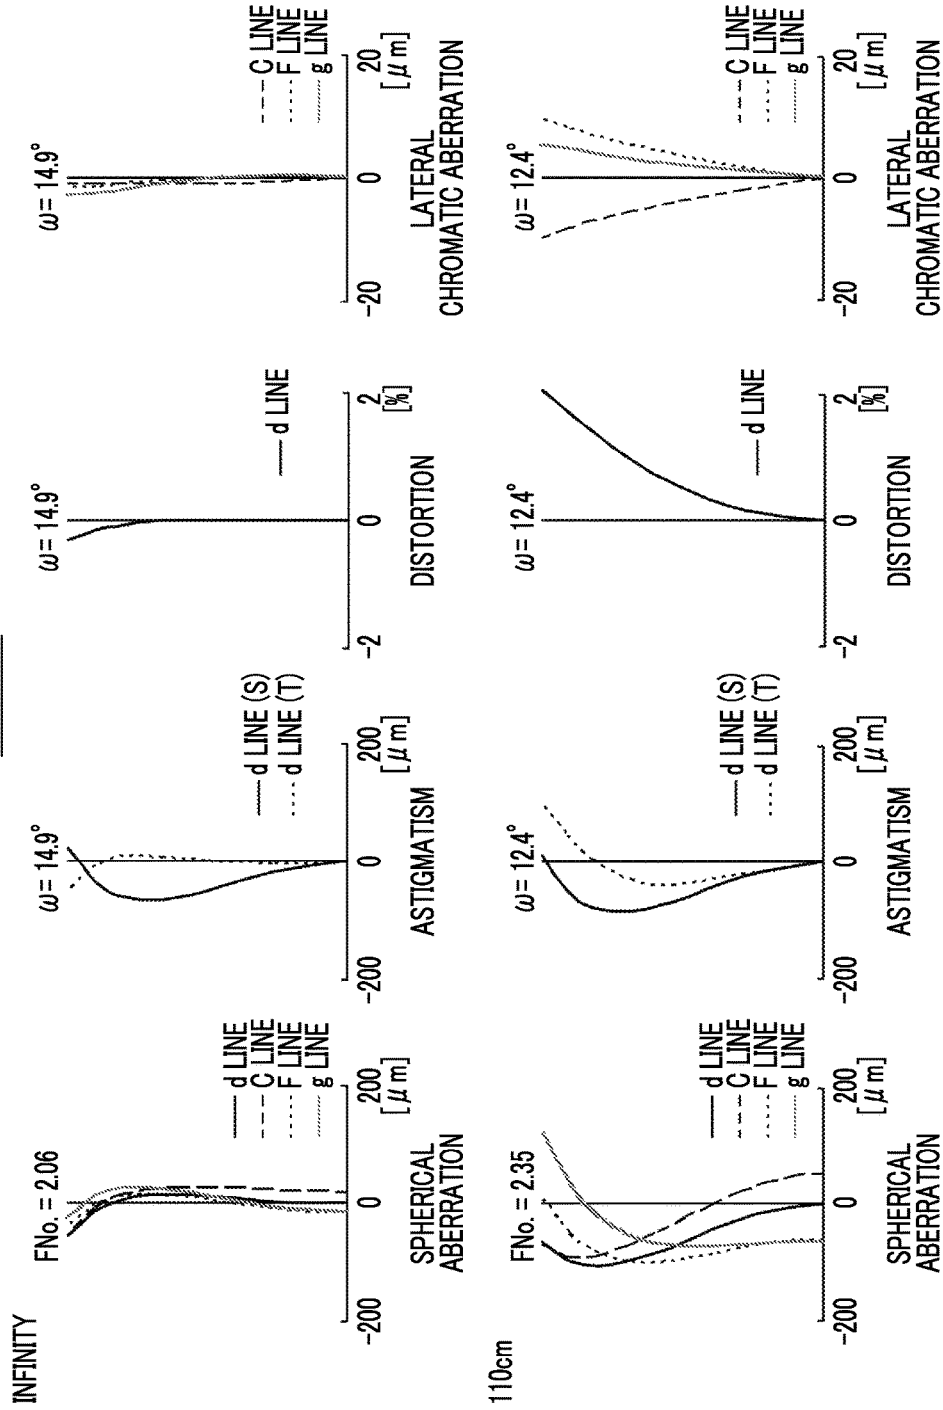 INFINITY
FNo. = 2.06
d LINE
C LINE
F LINE
g LINE
-200
0
200
[μm]
SPHERICAL
ABERRATION
ω= 14.9°
d LINE (S)
d LINE (T)
-200
0
200
[μm]
ASTIGMATISM
ω= 14.9°
d LINE
-2
0
2
[%]
DISTORTION
ω= 14.9°
C LINE
F LINE
g LINE
-20
0
20
[μm]
LATERAL
CHROMATIC ABERRATION
110cm
FNo. = 2.35
d LINE
C LINE
F LINE
g LINE
-200
0
200
[μm]
SPHERICAL
ABERRATION
ω= 12.4°
d LINE (S)
d LINE (T)
-200
0
200
[μm]
ASTIGMATISM
ω= 12.4°
d LINE
-2
0
2
[%]
DISTORTION
ω= 12.4°
C LINE
F LINE
g LINE
-20
0
20
[μm]
LATERAL
CHROMATIC ABERRATION